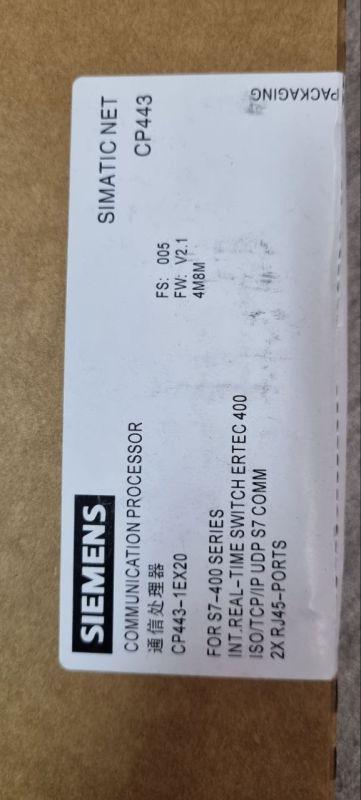 SIEMENS
SIMATIC NET
COMMUNICATION PROCESSOR
CP443
通信处理器
CP443-1EX20
FS: 005
FW: V2.1
4M8M
FOR S7-400 SERIES
INT.REAL-TIME SWITCH ERTEC 400
ISO/TCP/IP UDP S7 COMM
2X RJ45-PORTS
PACKAGING